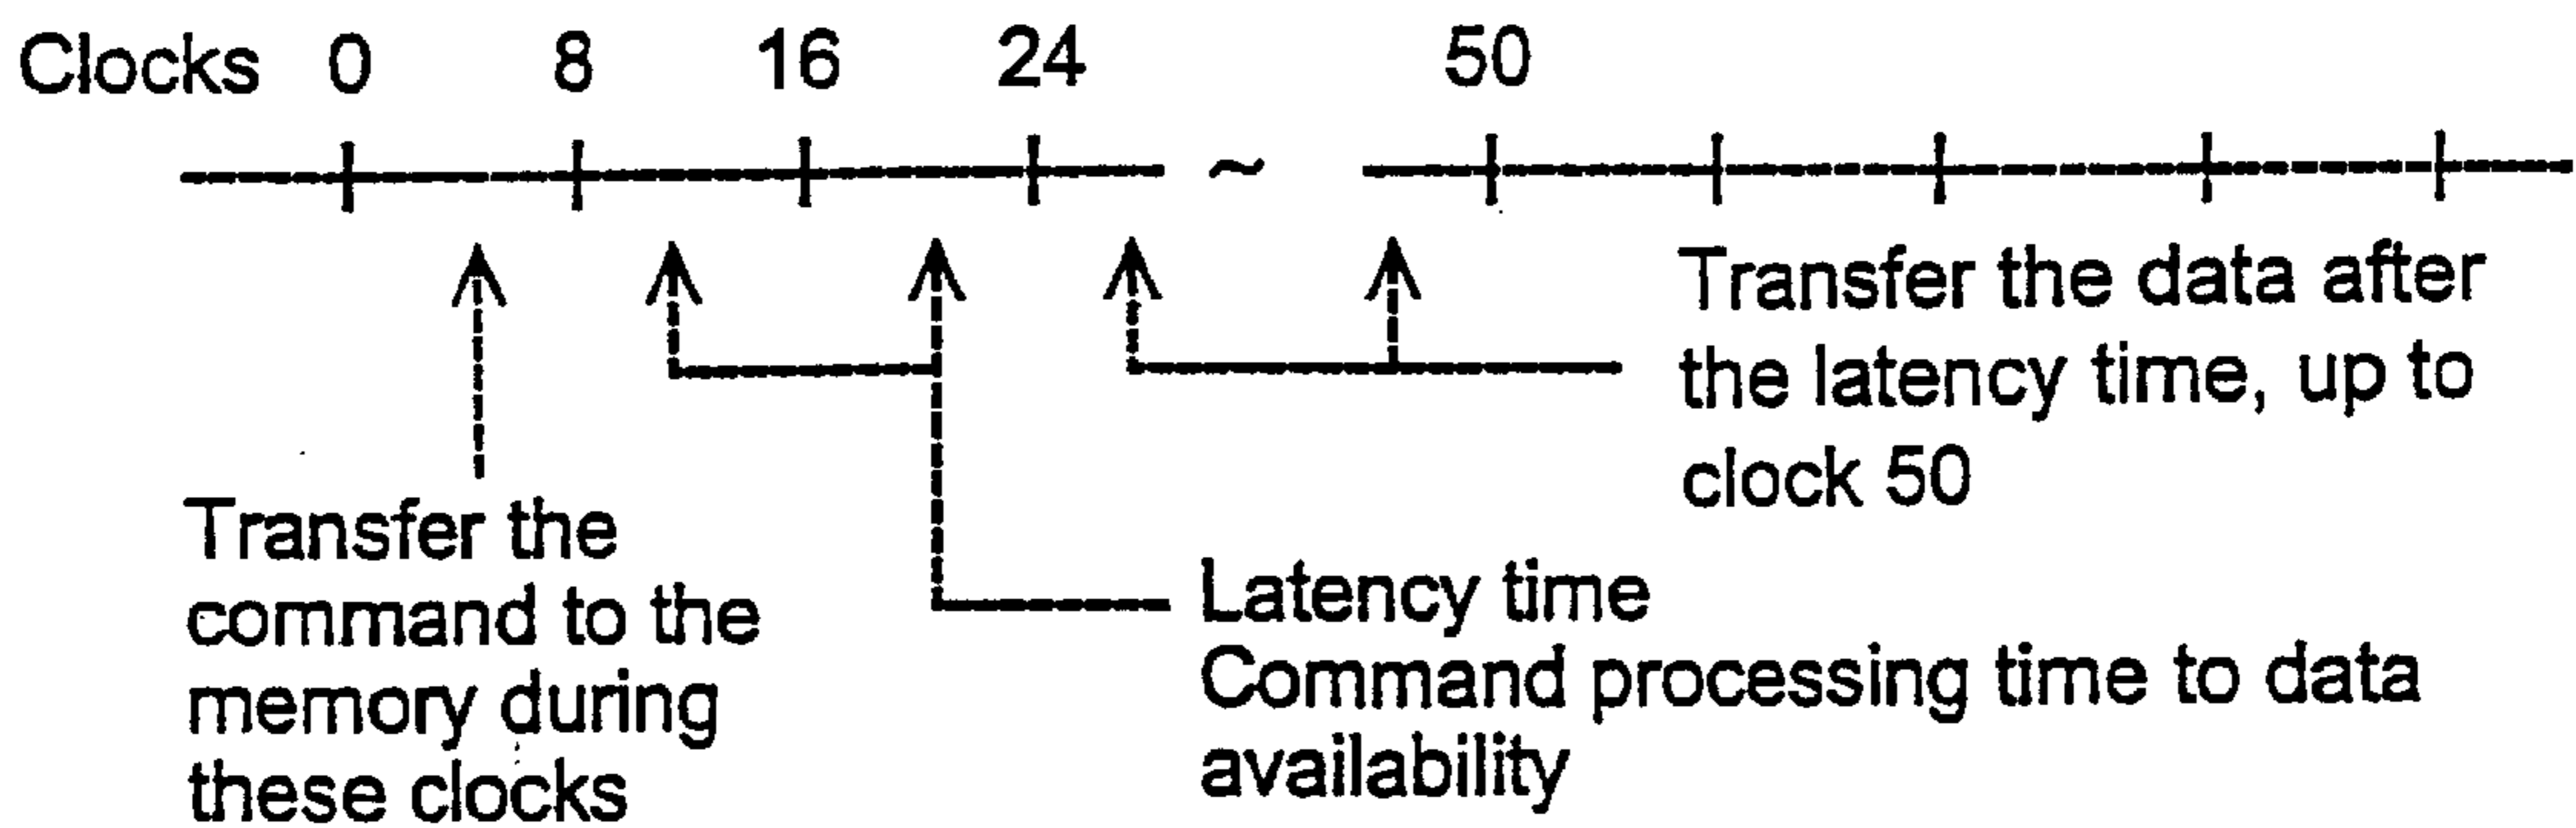 Clocks 0 8 16 24 50
~
Transfer the data after
the latency time, up to
clock 50
Transfer the
command to the
memory during
these clocks
Latency time
Command processing time to data
availability